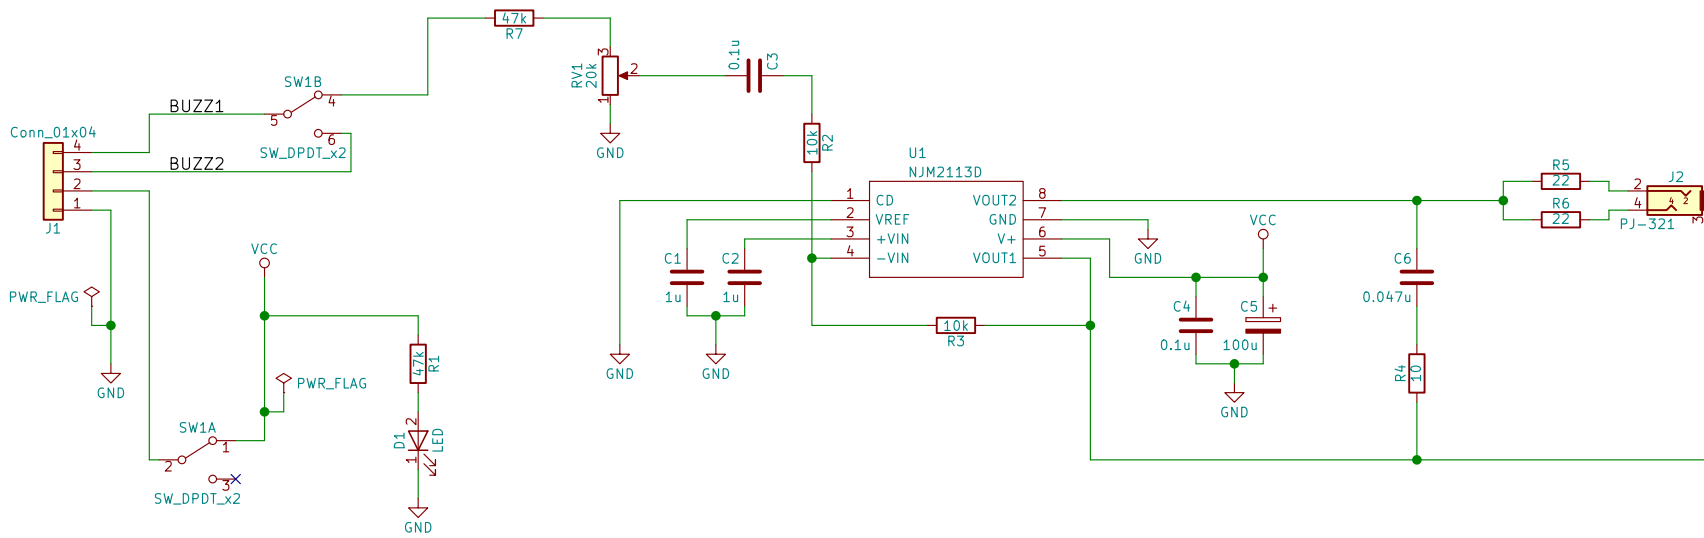 47k
R7
0.1u
C3
3
RV1
20k
2
1
GND
SW1B
4
5
6
SW_DPDT_x2
BUZZ1
BUZZ2
Conn_01x04
4
3
2
1
J1
10k
R2
U1
NJM2113D
1 CD VOUT2 8
2 VREF GND 7
3 +VIN V+ 6
4 -VIN VOUT1 5
C1
1u
C2
1u
GND
GND
10k
R3
GND
VCC
C4
0.1u
C5
+
100u
GND
C6
0.047u
R4
10
R5
22
R6
22
J2
2
4
4
2
3
PJ-321
VCC
PWR_FLAG
GND
PWR_FLAG
47k
R1
SW1A
1
2
3
SW_DPDT_x2
2
D1
LED
1
GND